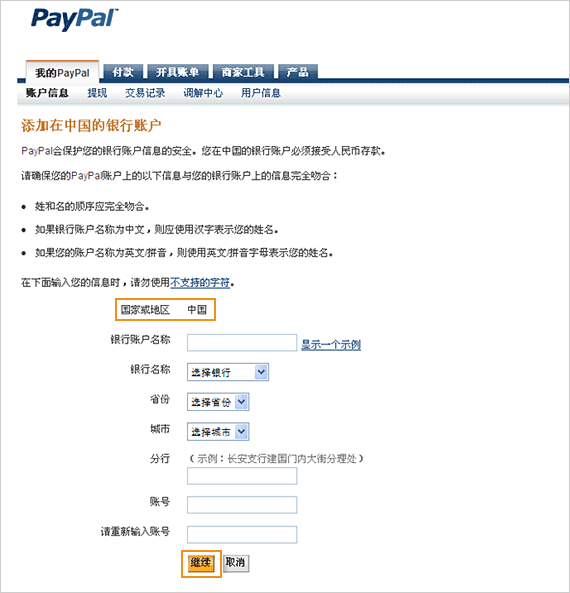 PayPal™
我的PayPal 付款 开具账单 商家工具 产品
账户信息 提现 交易记录 调解中心 用户信息
添加在中国的银行账户
PayPal会保护您的银行账户信息的安全。您在中国的银行账户必须接受人民币存款。
请确保您的PayPal账户上的以下信息与您的银行账户上的信息完全吻合：
• 姓和名的顺序应完全吻合。
• 如果银行账户名称为中文，则应使用汉字表示您的姓名。
• 如果您的账户名称为英文/拼音，则使用英文/拼音字母表示您的姓名。
在下面输入您的信息时，请勿使用不支持的字符。
国家或地区 中国
银行账户名称 显示一个示例
银行名称 选择银行
省份 选择省份
城市 选择城市
分行 （示例：长安支行建国门内大街分理处）
账号
请重新输入账号
继续 取消